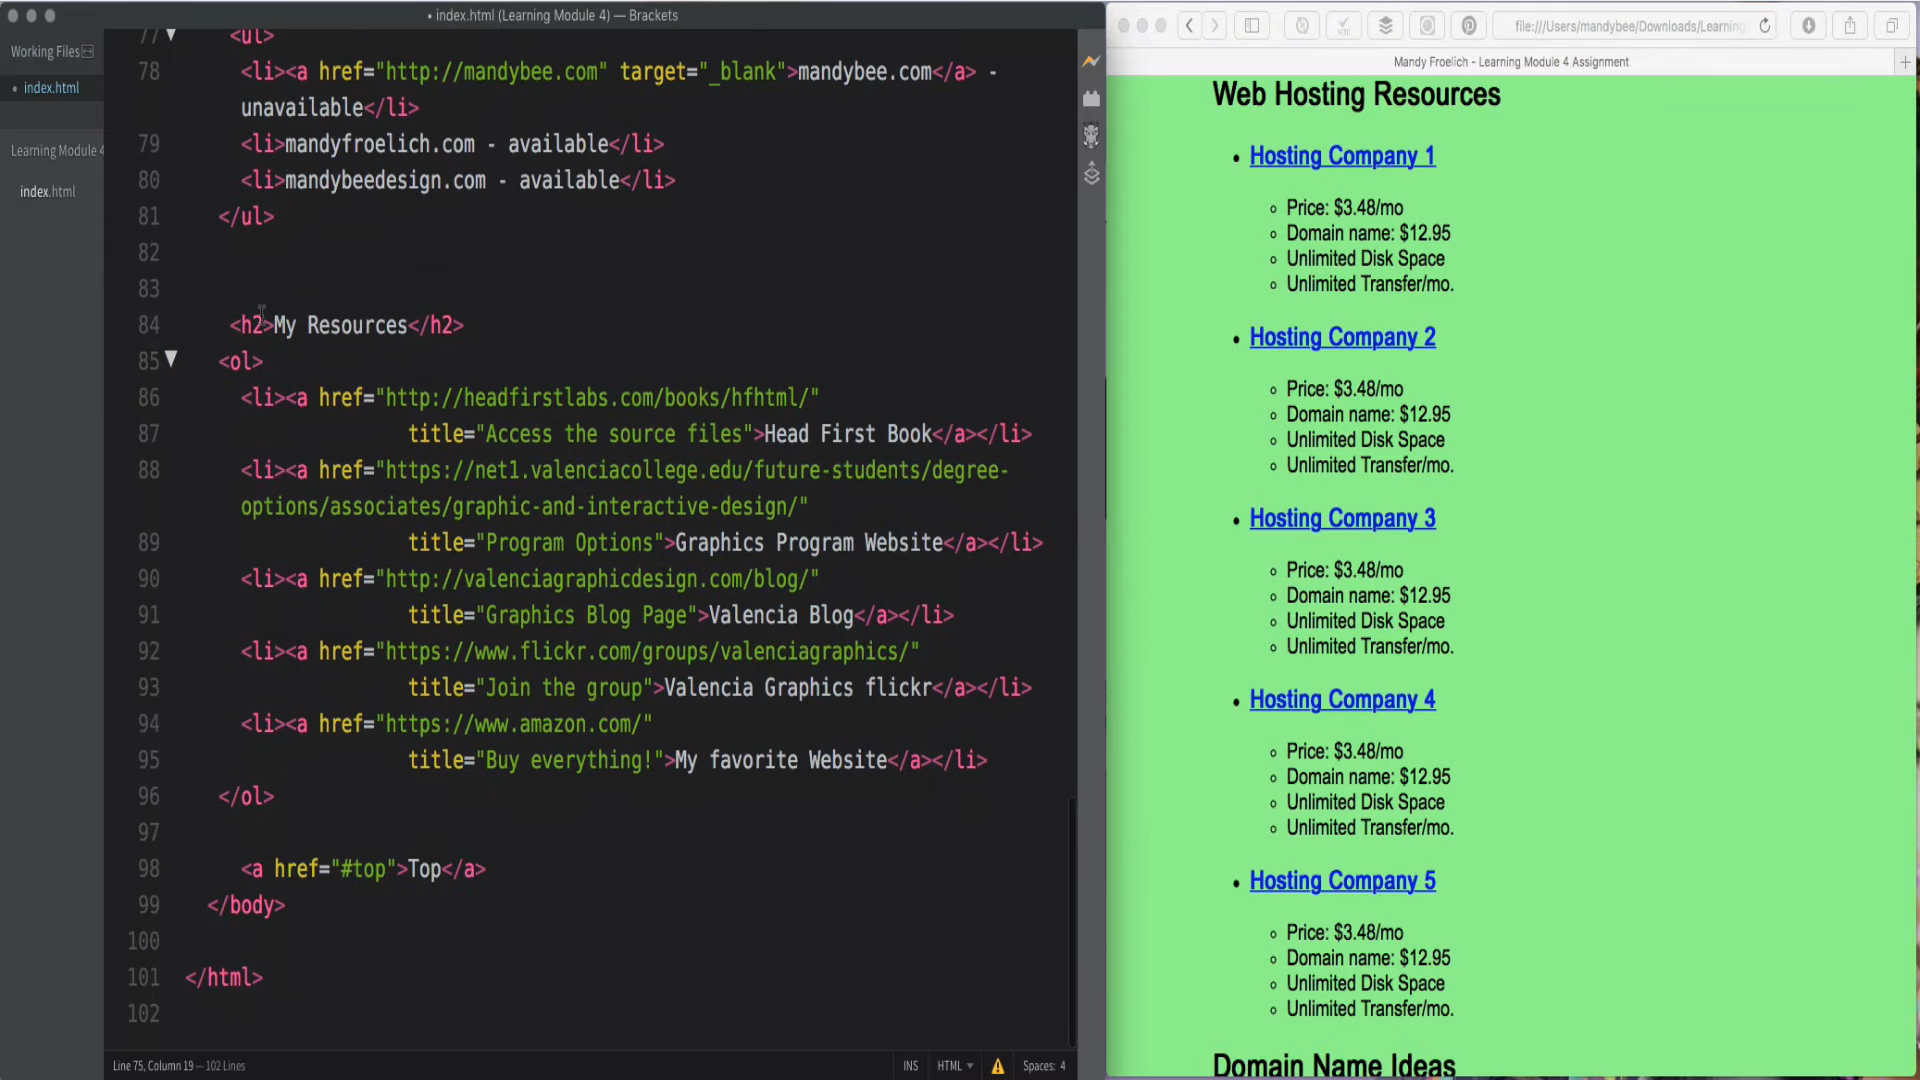 • index.html (Learning Module 4) — Brackets
Working Files
• index.html
Learning Module 4
index.html
77 <ul>
78 <li><a href="http://mandybee.com" target="_blank">mandybee.com</a> -
unavailable</li>
79 <li>mandyfroelich.com - available</li>
80 <li>mandybeedesign.com - available</li>
81 </ul>
82
83
84 <h2>My Resources</h2>
85 <ol>
86 <li><a href="http://headfirstlabs.com/books/hfhtml/"
87 title="Access the source files">Head First Book</a></li>
88 <li><a href="https://net1.valenciacollege.edu/future-students/degree-
options/associates/graphic-and-interactive-design/"
89 title="Program Options">Graphics Program Website</a></li>
90 <li><a href="http://valenciagraphicdesign.com/blog/"
91 title="Graphics Blog Page">Valencia Blog</a></li>
92 <li><a href="https://www.flickr.com/groups/valenciagraphics/"
93 title="Join the group">Valencia Graphics flickr</a></li>
94 <li><a href="https://www.amazon.com/"
95 title="Buy everything!">My favorite Website</a></li>
96 </ol>
97
98 <a href="#top">Top</a>
99 </body>
100
101 </html>
102
Line 75, Column 19 — 102 Lines
INS HTML Spaces: 4
file:///Users/mandybee/Downloads/Learning
Mandy Froelich - Learning Module 4 Assignment
Web Hosting Resources
• Hosting Company 1
◦ Price: $3.48/mo
◦ Domain name: $12.95
◦ Unlimited Disk Space
◦ Unlimited Transfer/mo.
• Hosting Company 2
◦ Price: $3.48/mo
◦ Domain name: $12.95
◦ Unlimited Disk Space
◦ Unlimited Transfer/mo.
• Hosting Company 3
◦ Price: $3.48/mo
◦ Domain name: $12.95
◦ Unlimited Disk Space
◦ Unlimited Transfer/mo.
• Hosting Company 4
◦ Price: $3.48/mo
◦ Domain name: $12.95
◦ Unlimited Disk Space
◦ Unlimited Transfer/mo.
• Hosting Company 5
◦ Price: $3.48/mo
◦ Domain name: $12.95
◦ Unlimited Disk Space
◦ Unlimited Transfer/mo.
Domain Name Ideas